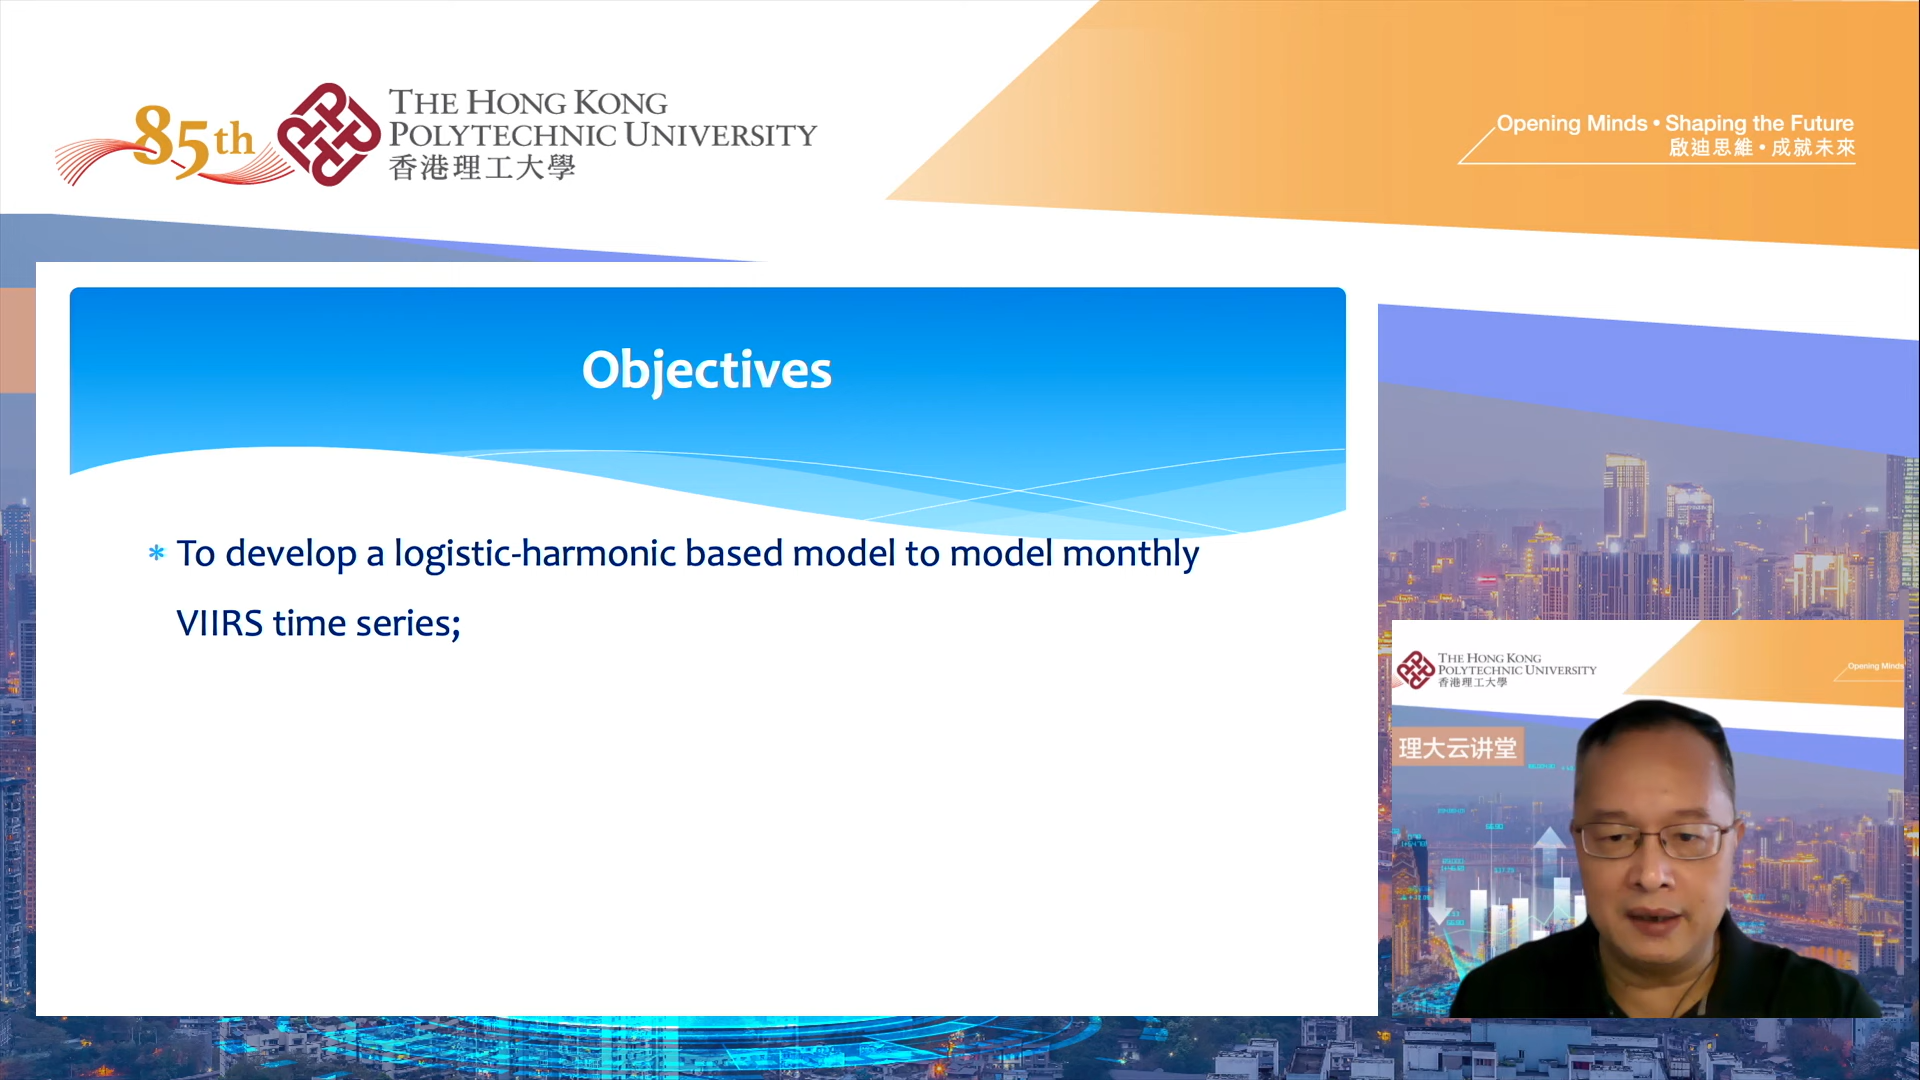 85th
THE HONG KONG
POLYTECHNIC UNIVERSITY
香港理工大學
Opening Minds • Shaping the Future
啟迪思維 • 成就未來
Objectives
* To develop a logistic-harmonic based model to model monthly
VIIRS time series;
THE HONG KONG
POLYTECHNIC UNIVERSITY
香港理工大學
Opening Minds
理大云讲堂